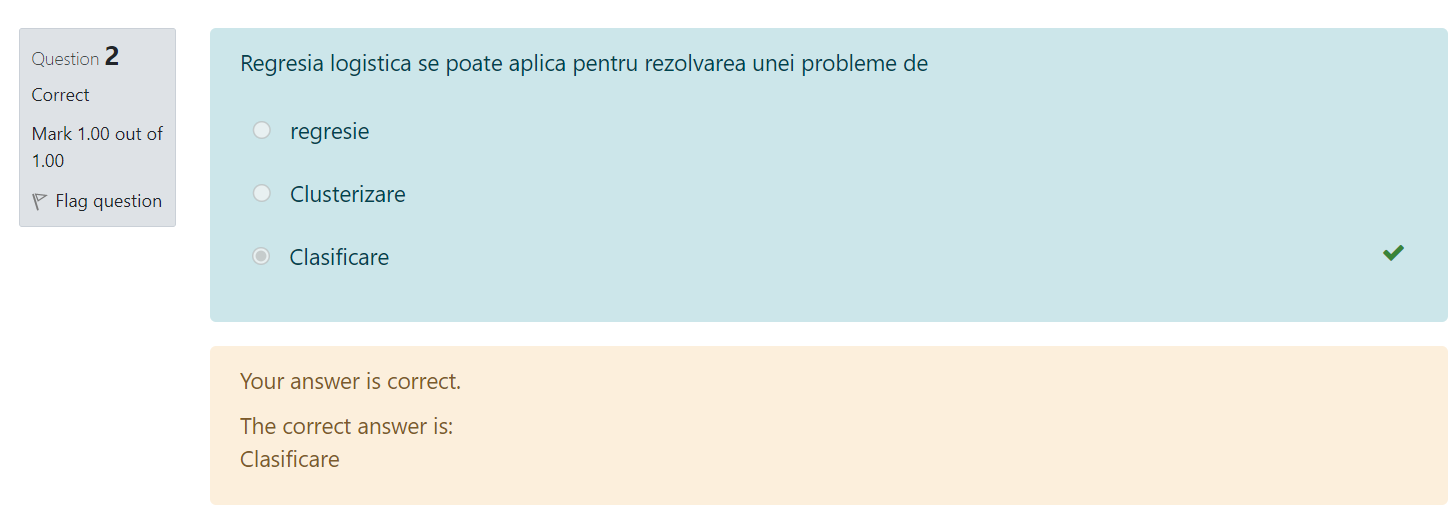 Question 2
Correct
Mark 1.00 out of
1.00
Flag question
Regresia logistica se poate aplica pentru rezolvarea unei probleme de
regresie
Clusterizare
Clasificare
Your answer is correct.
The correct answer is:
Clasificare